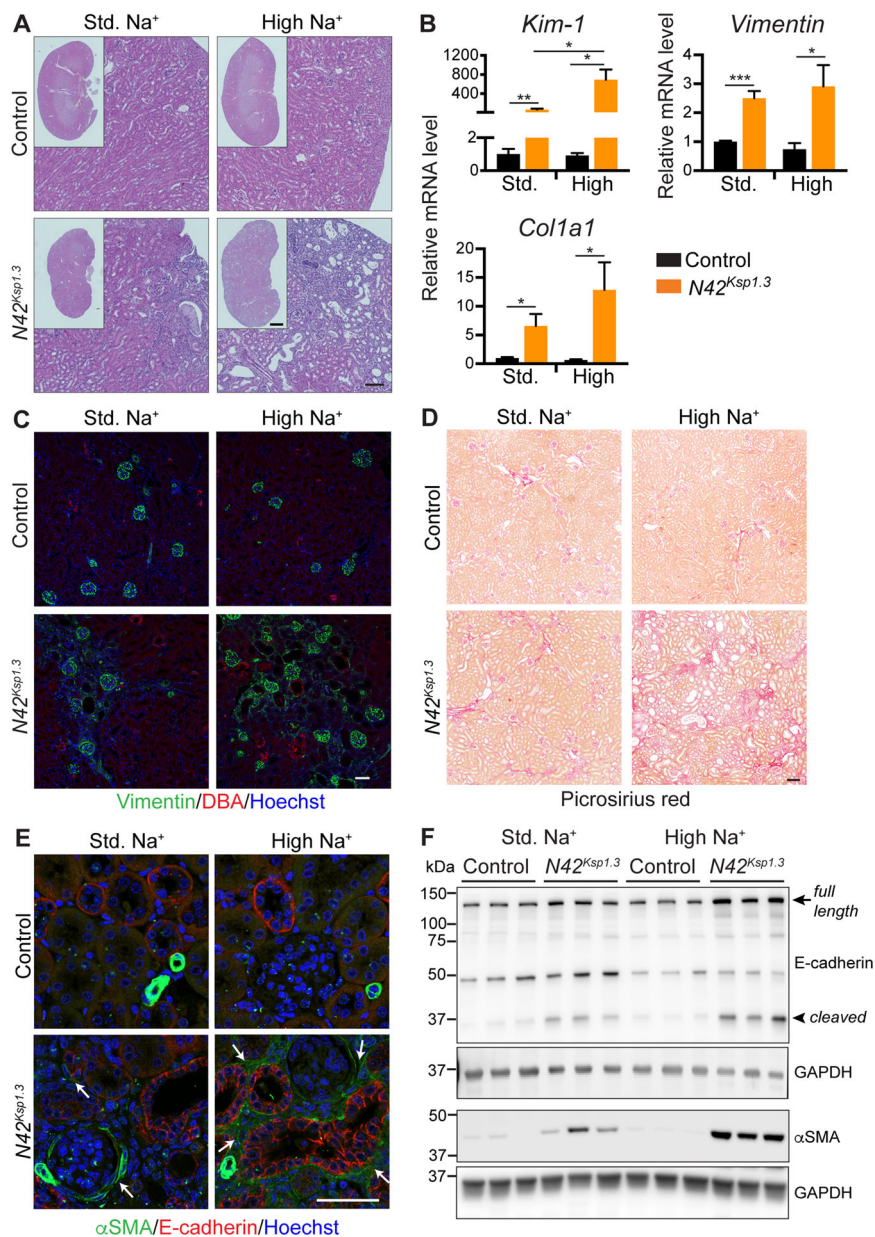 A
Std. Na⁺
High Na⁺
Control
N42ᴷˢᵖ¹·³
B
Kim-1
Relative mRNA level
1200
800
400
2
1
0
**
*
*
Std.
High
Vimentin
Relative mRNA level
4
3
2
1
0
***
*
Std.
High
Col1a1
Relative mRNA level
20
15
10
5
0
*
*
Std.
High
Control
N42ᴷˢᵖ¹·³
C
Std. Na⁺
High Na⁺
Control
N42ᴷˢᵖ¹·³
Vimentin/DBA/Hoechst
D
Std. Na⁺
High Na⁺
Control
N42ᴷˢᵖ¹·³
Picrosirius red
E
Std. Na⁺
High Na⁺
Control
N42ᴷˢᵖ¹·³
αSMA/E-cadherin/Hoechst
F
Std. Na⁺
High Na⁺
kDa
Control
N42ᴷˢᵖ¹·³
Control
N42ᴷˢᵖ¹·³
150
100
75
50
37
full
length
E-cadherin
cleaved
37
GAPDH
50
37
αSMA
37
GAPDH